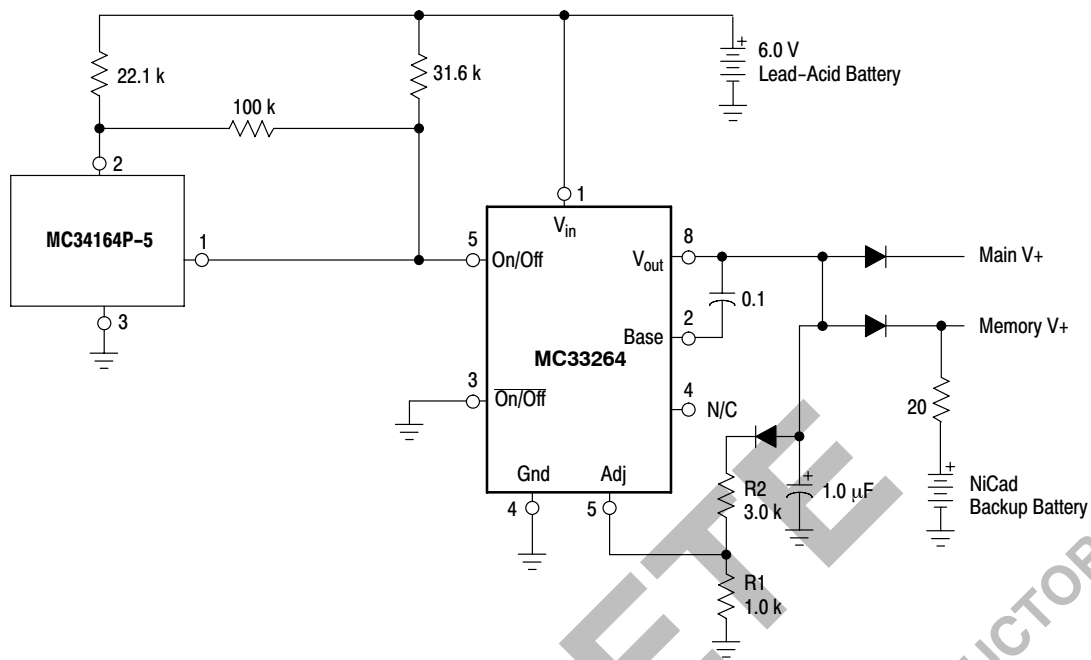 6.0 V
Lead-Acid Battery
22.1 k
31.6 k
100 k
2
MC34164P-5
1
3
1
V_in
5
On/Off
V_out
8
Main V+
0.1
Base
2
Memory V+
MC33264
3
On/Off
4
N/C
20
Gnd
Adj
4
5
R2
3.0 k
+
1.0 μF
+
NiCad
Backup Battery
R1
1.0 k
+
ETE
UCTOR